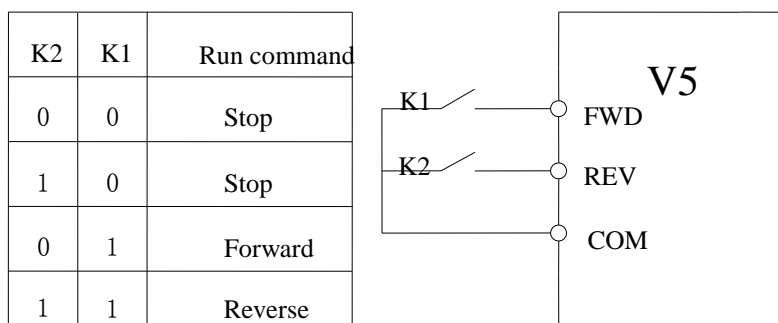 K2 K1 Run command
0 0 Stop
1 0 Stop
0 1 Forward
1 1 Reverse
V5
K1 FWD
K2 REV
COM